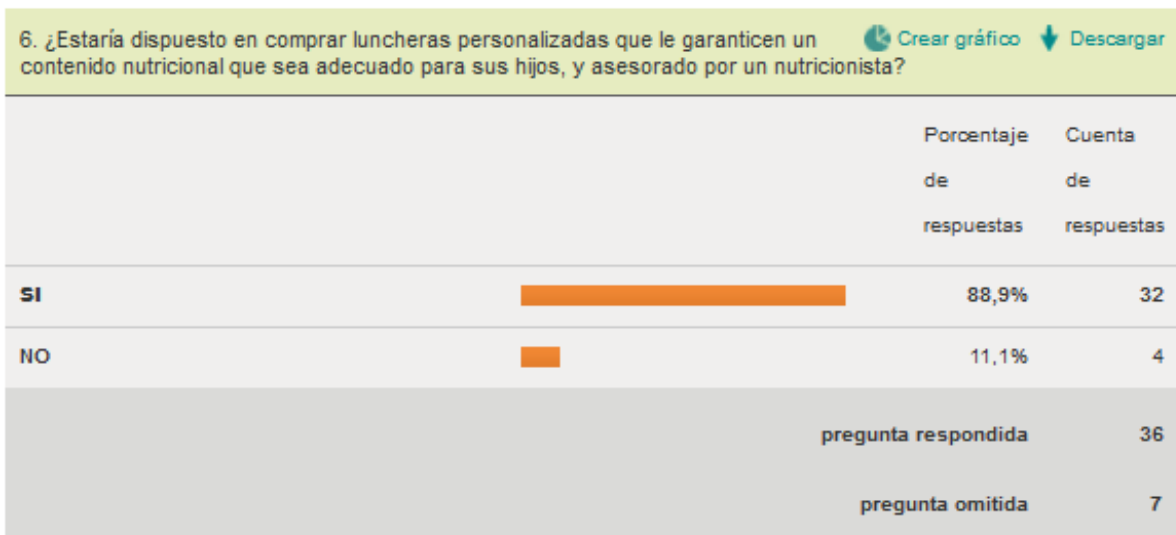 6. ¿Estaría dispuesto en comprar luncheras personalizadas que le garanticen un
contenido nutricional que sea adecuado para sus hijos, y asesorado por un nutricionista?
Crear gráfico Descargar
Porcentaje Cuenta
de de
respuestas respuestas
SI 88,9% 32
NO 11,1% 4
pregunta respondida 36
pregunta omitida 7